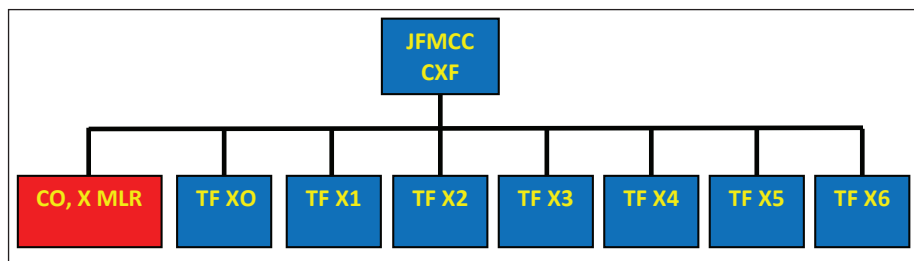 JFMCC
CXF
CO, X MLR
TF XO
TF X1
TF X2
TF X3
TF X4
TF X5
TF X6